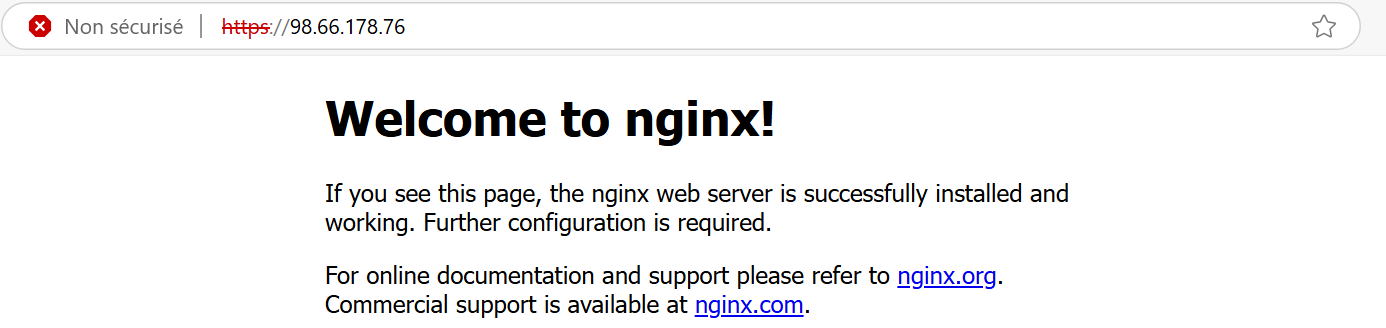 Non sécurisé | https://98.66.178.76
Welcome to nginx!
If you see this page, the nginx web server is successfully installed and
working. Further configuration is required.
For online documentation and support please refer to nginx.org.
Commercial support is available at nginx.com.